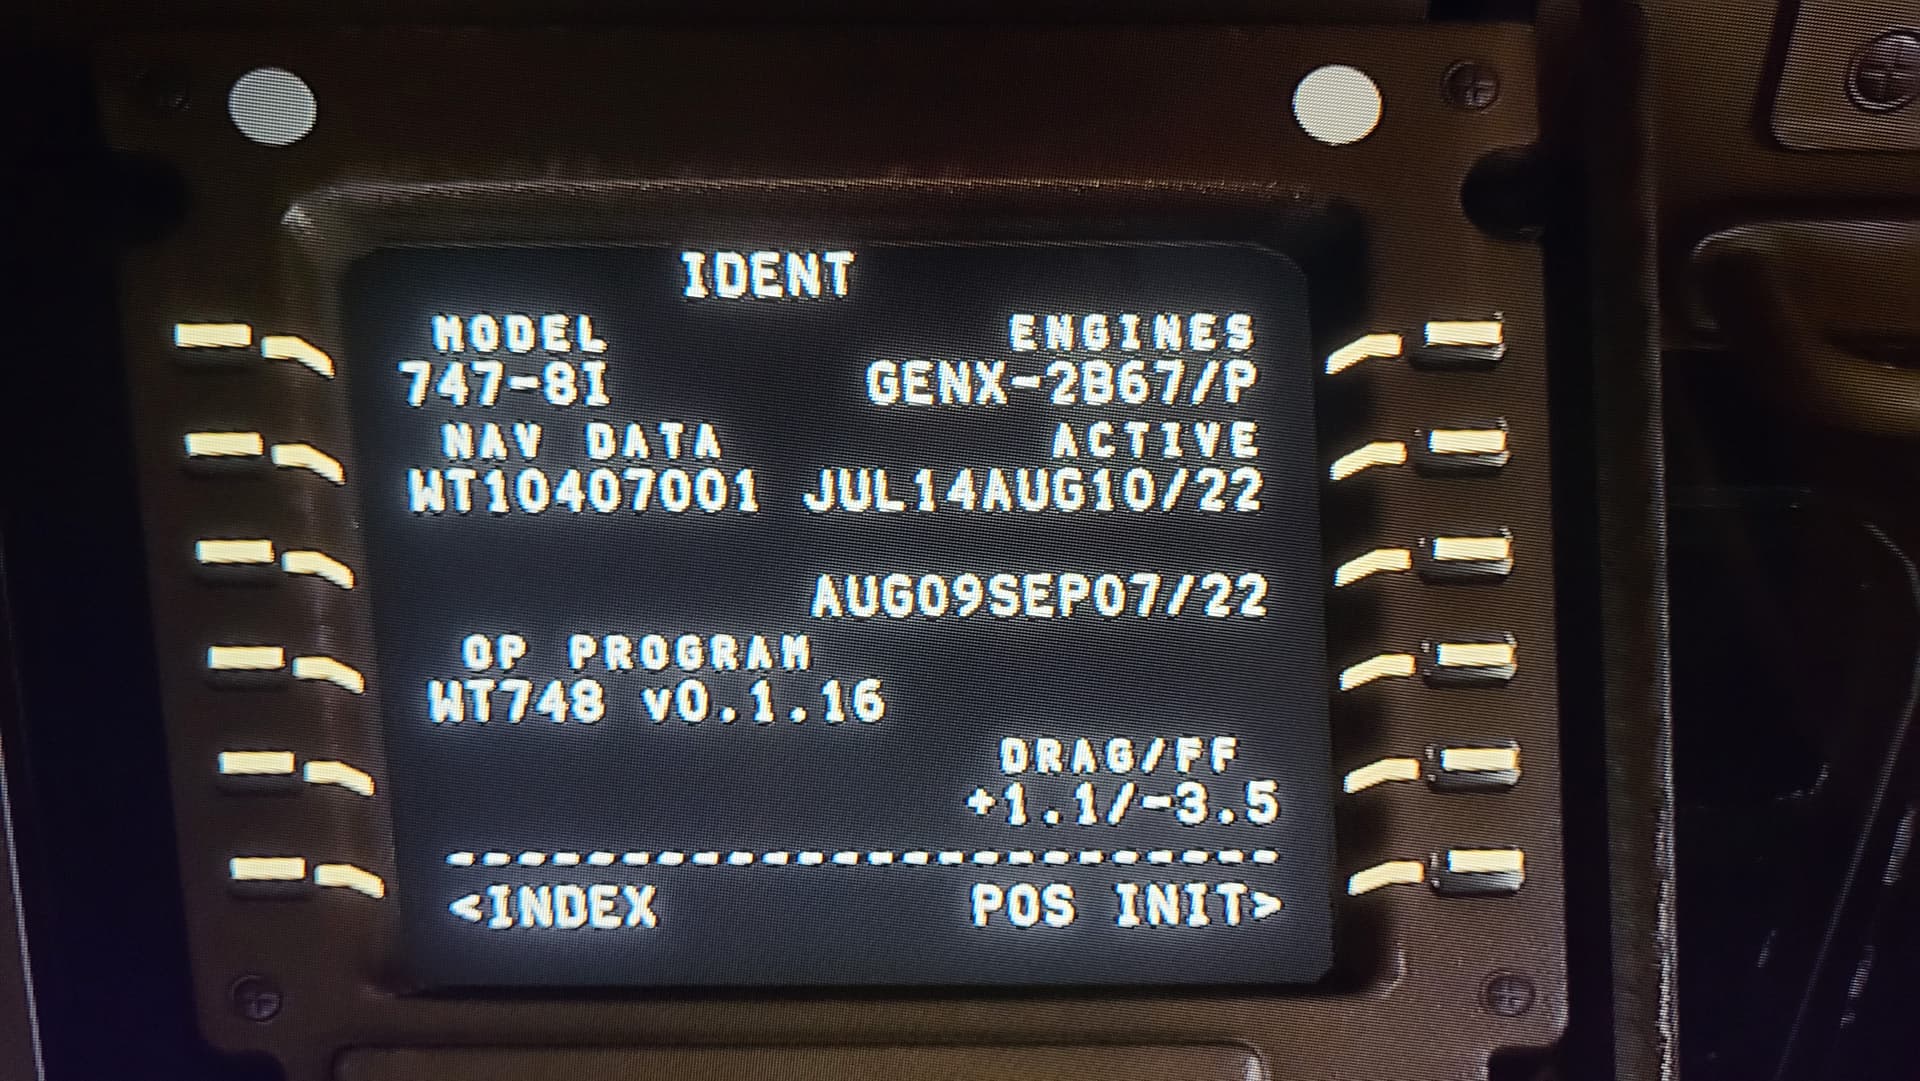 IDENT
MODEL ENGINES
747-8I GENX-2B67/P
NAV DATA ACTIVE
WT10407001 JUL14AUG10/22
AUG09SEP07/22
OP PROGRAM
WT748 v0.1.16
DRAG/FF
+1.1/-3.5
------------------------
<INDEX POS INIT>